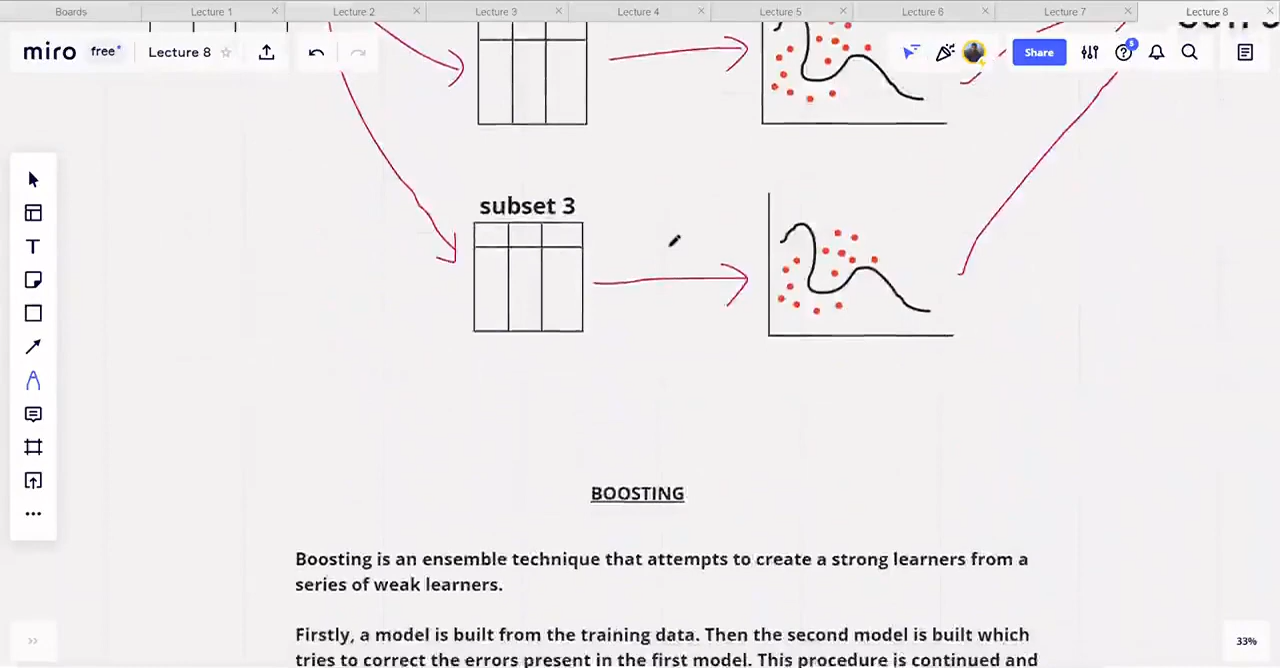 Boards Lecture 1 Lecture 2 Lecture 3 Lecture 4 Lecture 5 Lecture 6 Lecture 7 Lecture 8
miro free Lecture 8 Share 5
subset 3
BOOSTING
Boosting is an ensemble technique that attempts to create a strong learners from a
series of weak learners.
Firstly, a model is built from the training data. Then the second model is built which
tries to correct the errors present in the first model. This procedure is continued and
33%